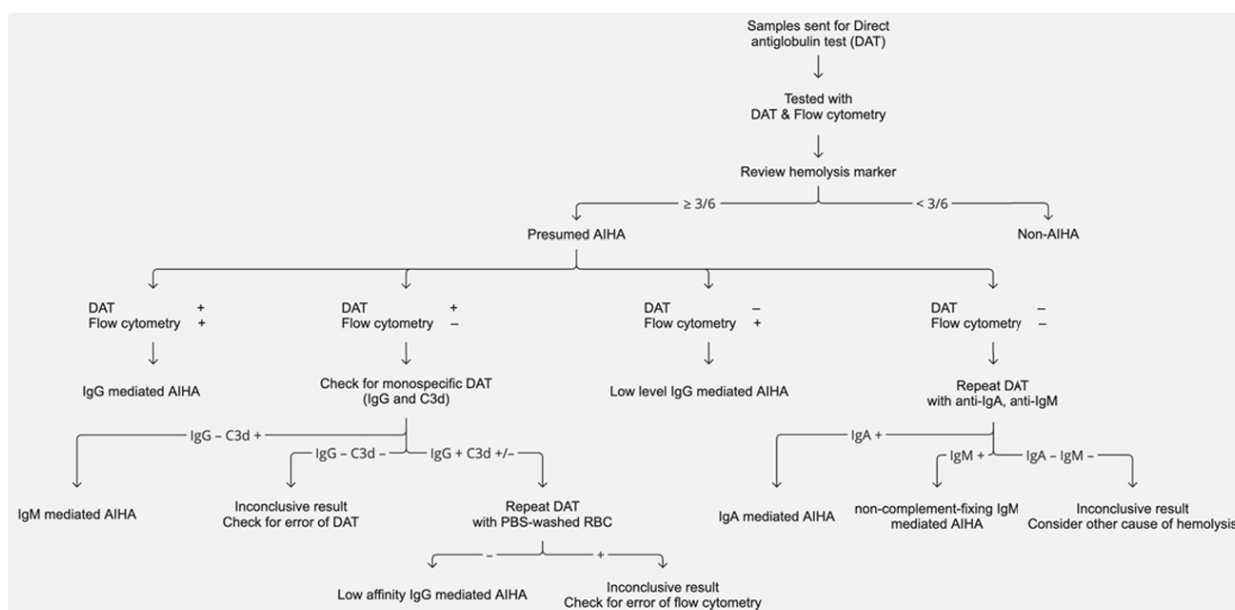 Samples sent for Direct
antiglobulin test (DAT)
Tested with
DAT & Flow cytometry
Review hemolysis marker
≥ 3/6
< 3/6
Presumed AIHA
Non-AIHA
DAT +
Flow cytometry +
DAT +
Flow cytometry –
DAT –
Flow cytometry +
DAT –
Flow cytometry –
IgG mediated AIHA
Check for monospecific DAT
(IgG and C3d)
Low level IgG mediated AIHA
Repeat DAT
with anti-IgA, anti-IgM
IgG – C3d +
IgG – C3d –
IgG + C3d +/–
IgA +
IgM +
IgA – IgM –
IgM mediated AIHA
Inconclusive result
Check for error of DAT
Repeat DAT
with PBS-washed RBC
IgA mediated AIHA
non-complement-fixing IgM
mediated AIHA
Inconclusive result
Consider other cause of hemolysis
–
+
Low affinity IgG mediated AIHA
Inconclusive result
Check for error of flow cytometry